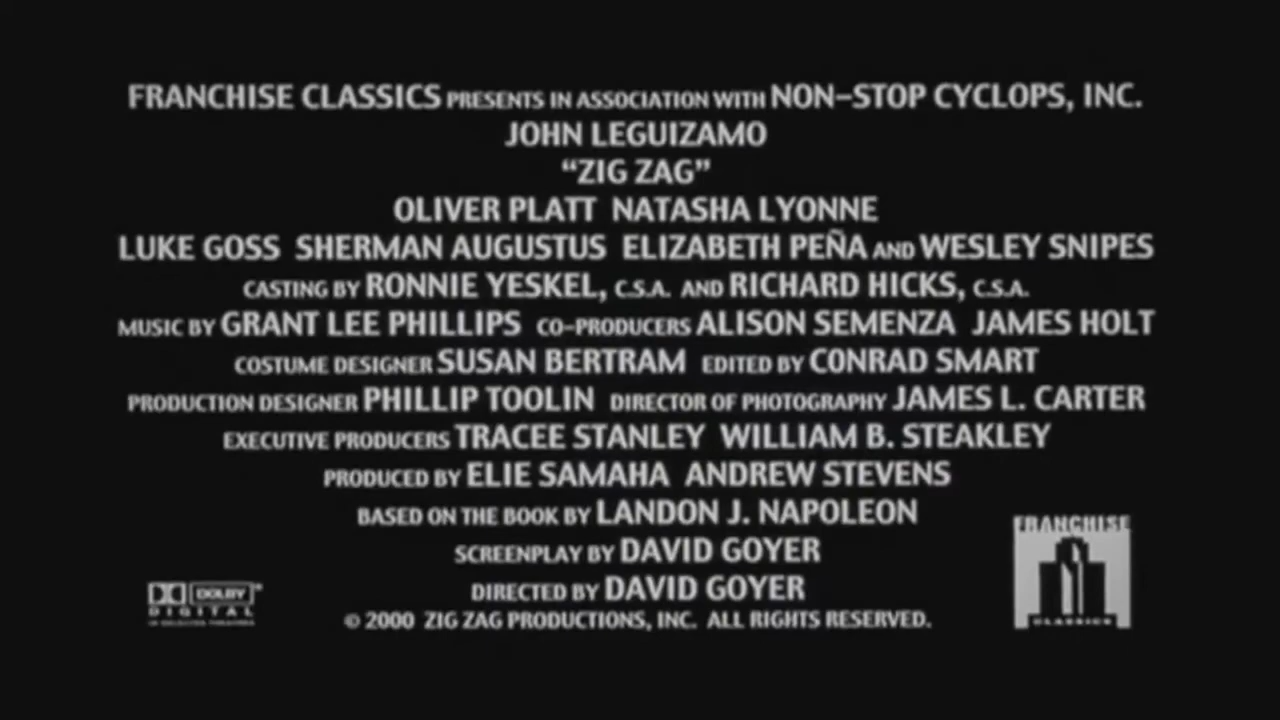 FRANCHISE CLASSICS PRESENTS IN ASSOCIATION WITH NON–STOP CYCLOPS, INC.
JOHN LEGUIZAMO
“ZIG ZAG”
OLIVER PLATT NATASHA LYONNE
LUKE GOSS SHERMAN AUGUSTUS ELIZABETH PEÑA AND WESLEY SNIPES
CASTING BY RONNIE YESKEL, C.S.A. AND RICHARD HICKS, C.S.A.
MUSIC BY GRANT LEE PHILLIPS CO–PRODUCERS ALISON SEMENZA JAMES HOLT
COSTUME DESIGNER SUSAN BERTRAM EDITED BY CONRAD SMART
PRODUCTION DESIGNER PHILLIP TOOLIN DIRECTOR OF PHOTOGRAPHY JAMES L. CARTER
EXECUTIVE PRODUCERS TRACEE STANLEY WILLIAM B. STEAKLEY
PRODUCED BY ELIE SAMAHA ANDREW STEVENS
BASED ON THE BOOK BY LANDON J. NAPOLEON
SCREENPLAY BY DAVID GOYER
DIRECTED BY DAVID GOYER
© 2000 ZIG ZAG PRODUCTIONS, INC. ALL RIGHTS RESERVED.
DOLBY
DIGITAL
IN SELECTED THEATRES
FRANCHISE
CLASSICS